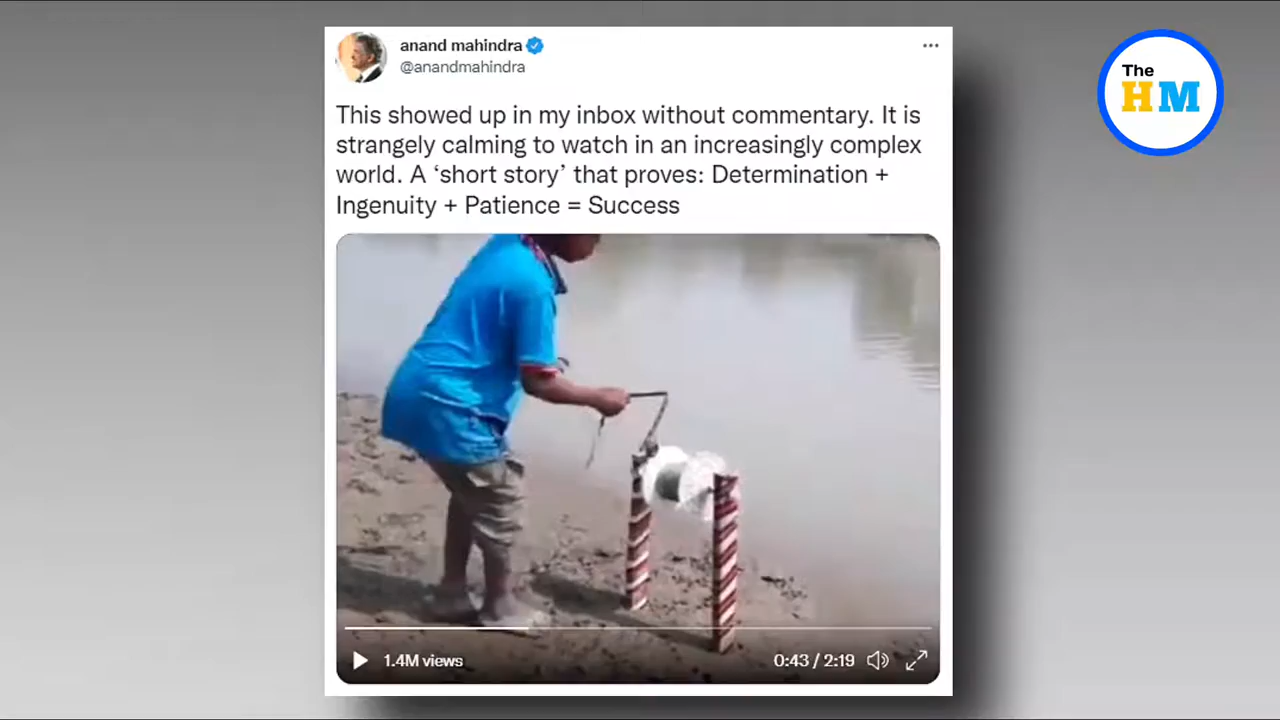 anand mahindra
@anandmahindra
The
HM
This showed up in my inbox without commentary. It is
strangely calming to watch in an increasingly complex
world. A ‘short story’ that proves: Determination +
Ingenuity + Patience = Success
1.4M views
0:43 / 2:19